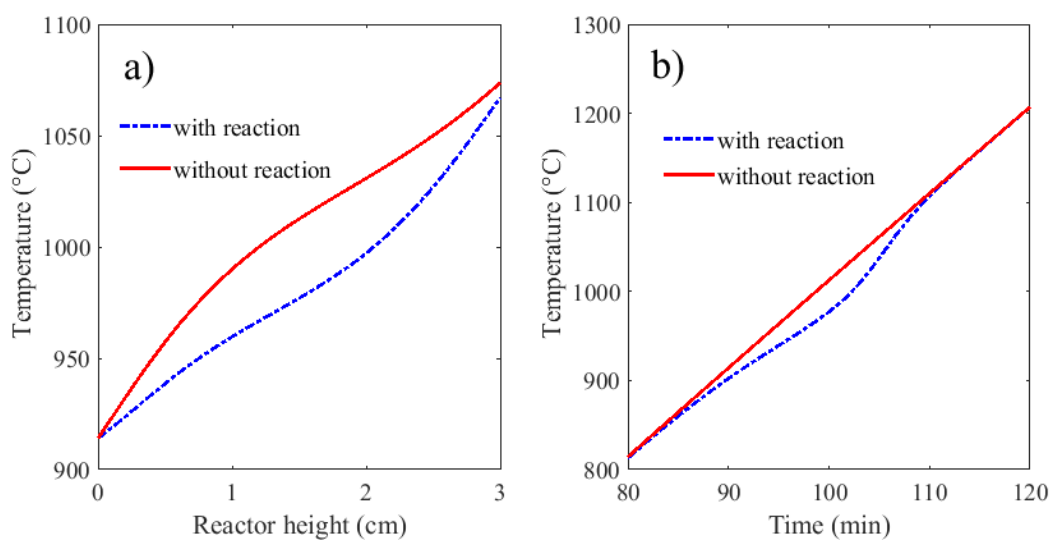 a)
1100
1050
1000
950
900
Temperature (°C)
with reaction
without reaction
0
1
2
3
Reactor height (cm)
b)
1300
1200
1100
1000
900
800
Temperature (°C)
with reaction
without reaction
80
90
100
110
120
Time (min)